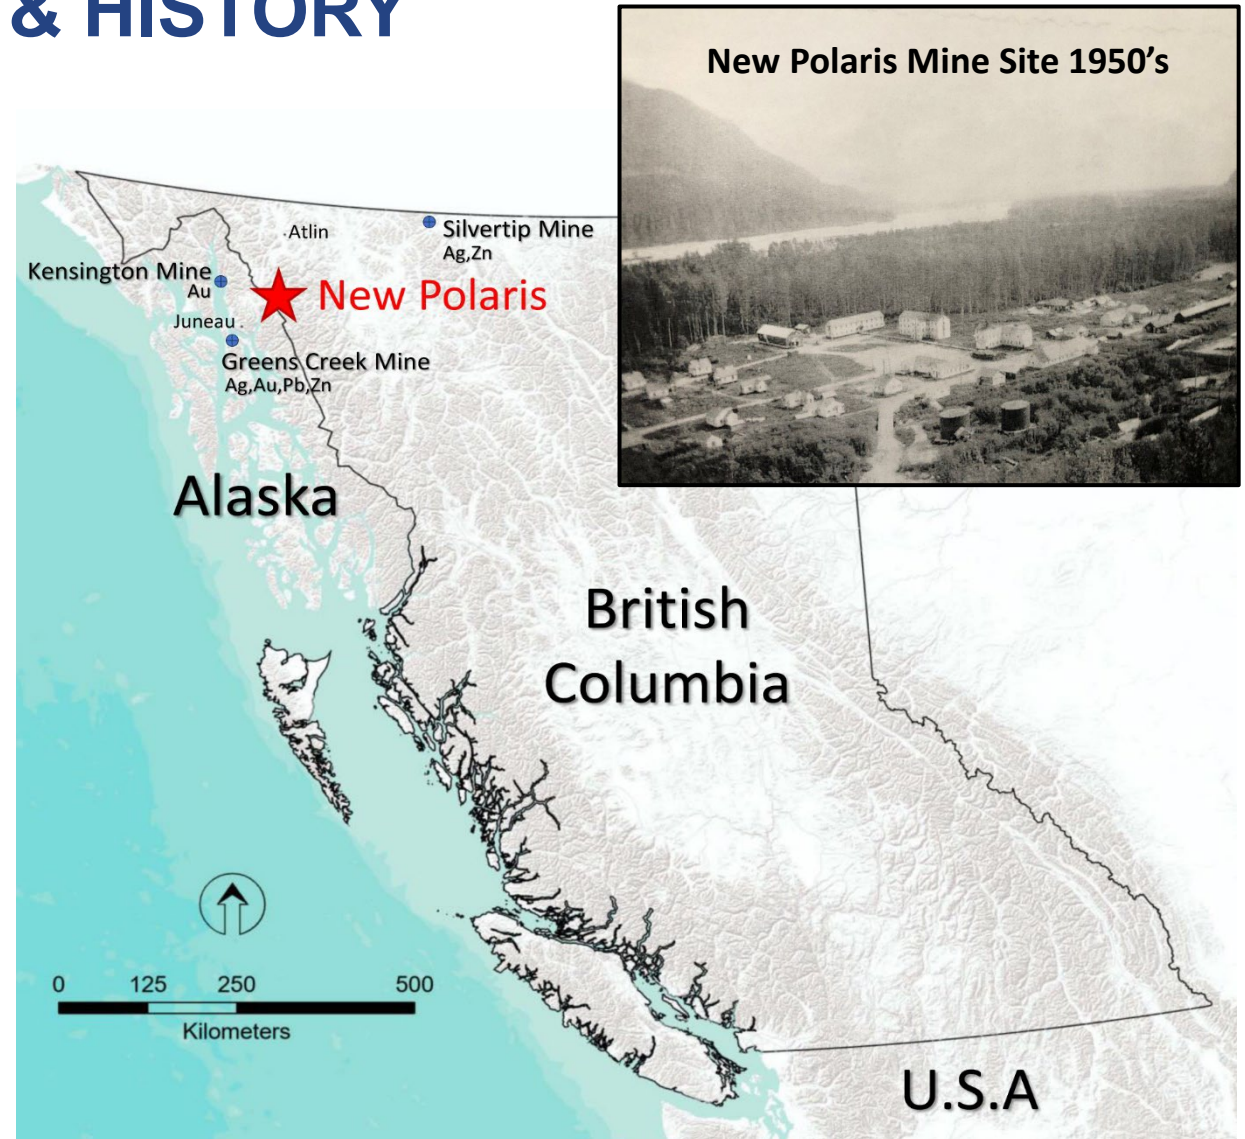 & HISTORY
New Polaris Mine Site 1950's
Atlin
Silvertip Mine
Ag,Zn
Kensington Mine
Au
New Polaris
Juneau
Greens Creek Mine
Ag,Au,Pb,Zn
Alaska
British
Columbia
0 125 250 500
Kilometers
U.S.A